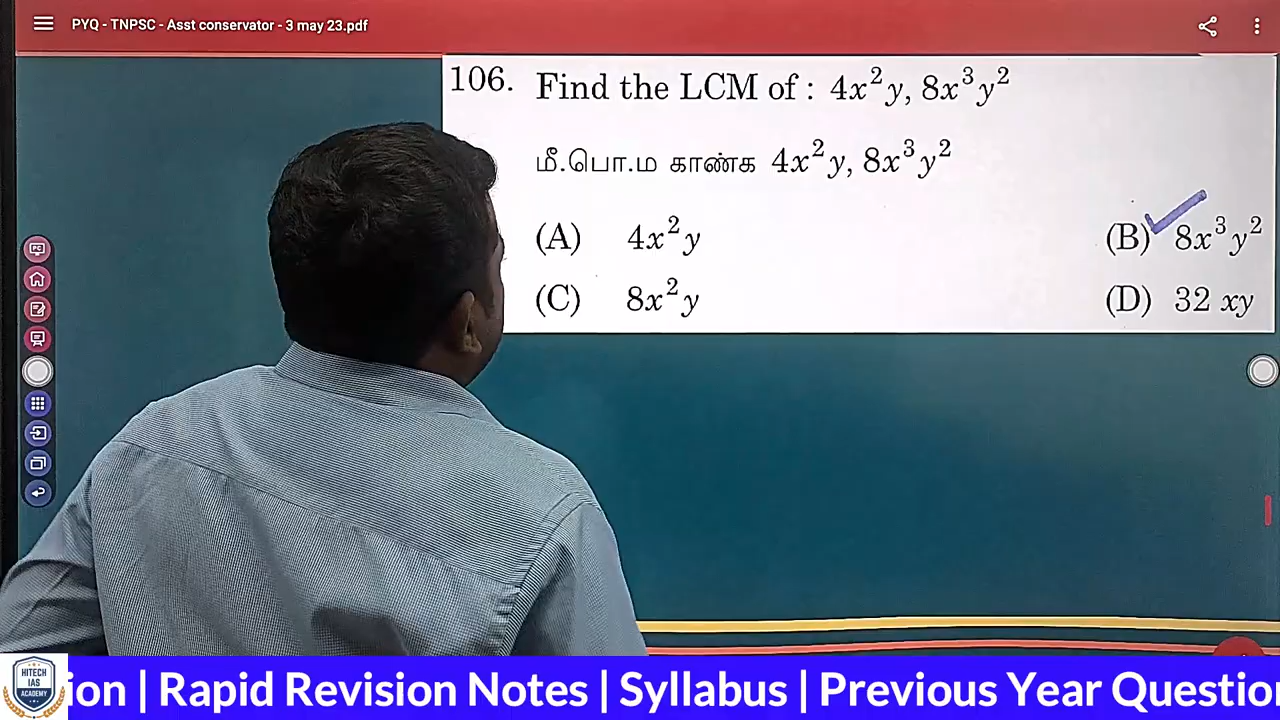 PYQ - TNPSC - Asst conservator - 3 may 23.pdf
106. Find the LCM of : 4x²y, 8x³y²
மீ.பொ.ம காண்க 4x²y, 8x³y²
(A) 4x²y
(B) 8x³y²
(C) 8x²y
(D) 32 xy
HITECH
IAS
ACADEMY
ion | Rapid Revision Notes | Syllabus | Previous Year Question